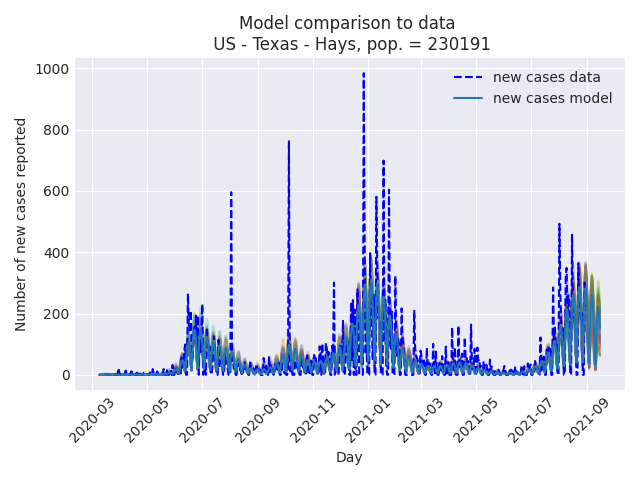 Model comparison to data
US - Texas - Hays, pop. = 230191
new cases data
new cases model
Number of new cases reported
1000
800
600
400
200
0
2020-03
2020-05
2020-07
2020-09
2020-11
2021-01
2021-03
2021-05
2021-07
2021-09
Day